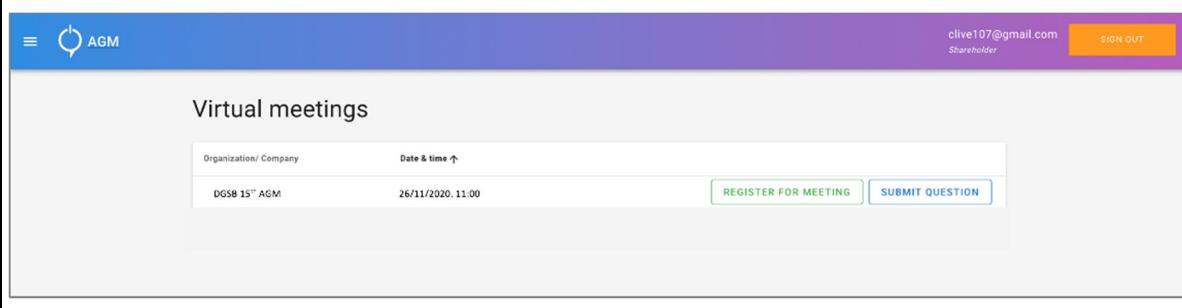 AGM
clive107@gmail.com
Shareholder
SIGN OUT
Virtual meetings
Organization/ Company Date & time ↑
DGSB 15TH AGM 26/11/2020. 11:00 REGISTER FOR MEETING SUBMIT QUESTION